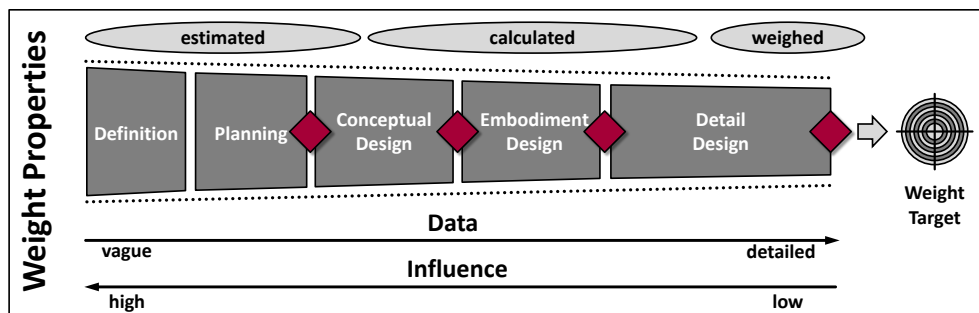 Weight Properties
estimated
calculated
weighed
Definition
Planning
Conceptual
Design
Embodiment
Design
Detail
Design
Weight
Target
Data
vague
detailed
Influence
high
low